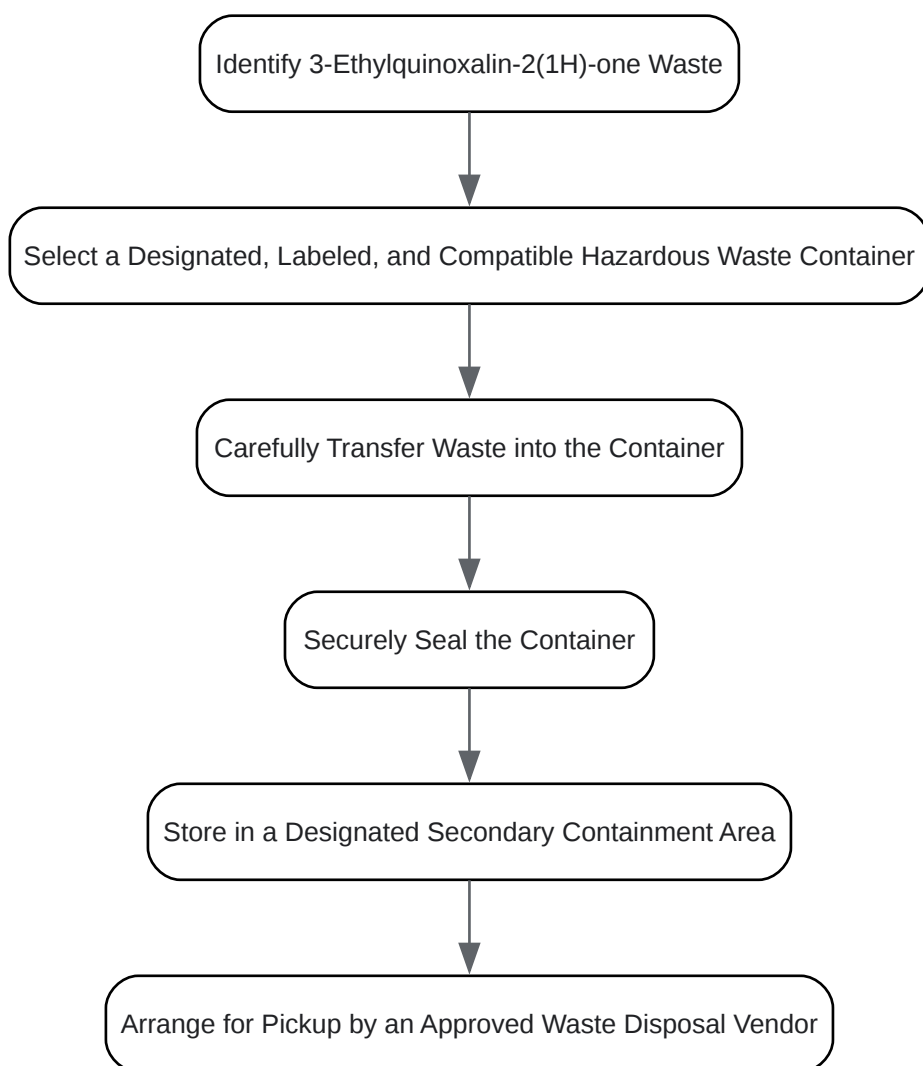 Identify 3-Ethylquinoxalin-2(1H)-one Waste
Select a Designated, Labeled, and Compatible Hazardous Waste Container
Carefully Transfer Waste into the Container
Securely Seal the Container
Store in a Designated Secondary Containment Area
Arrange for Pickup by an Approved Waste Disposal Vendor